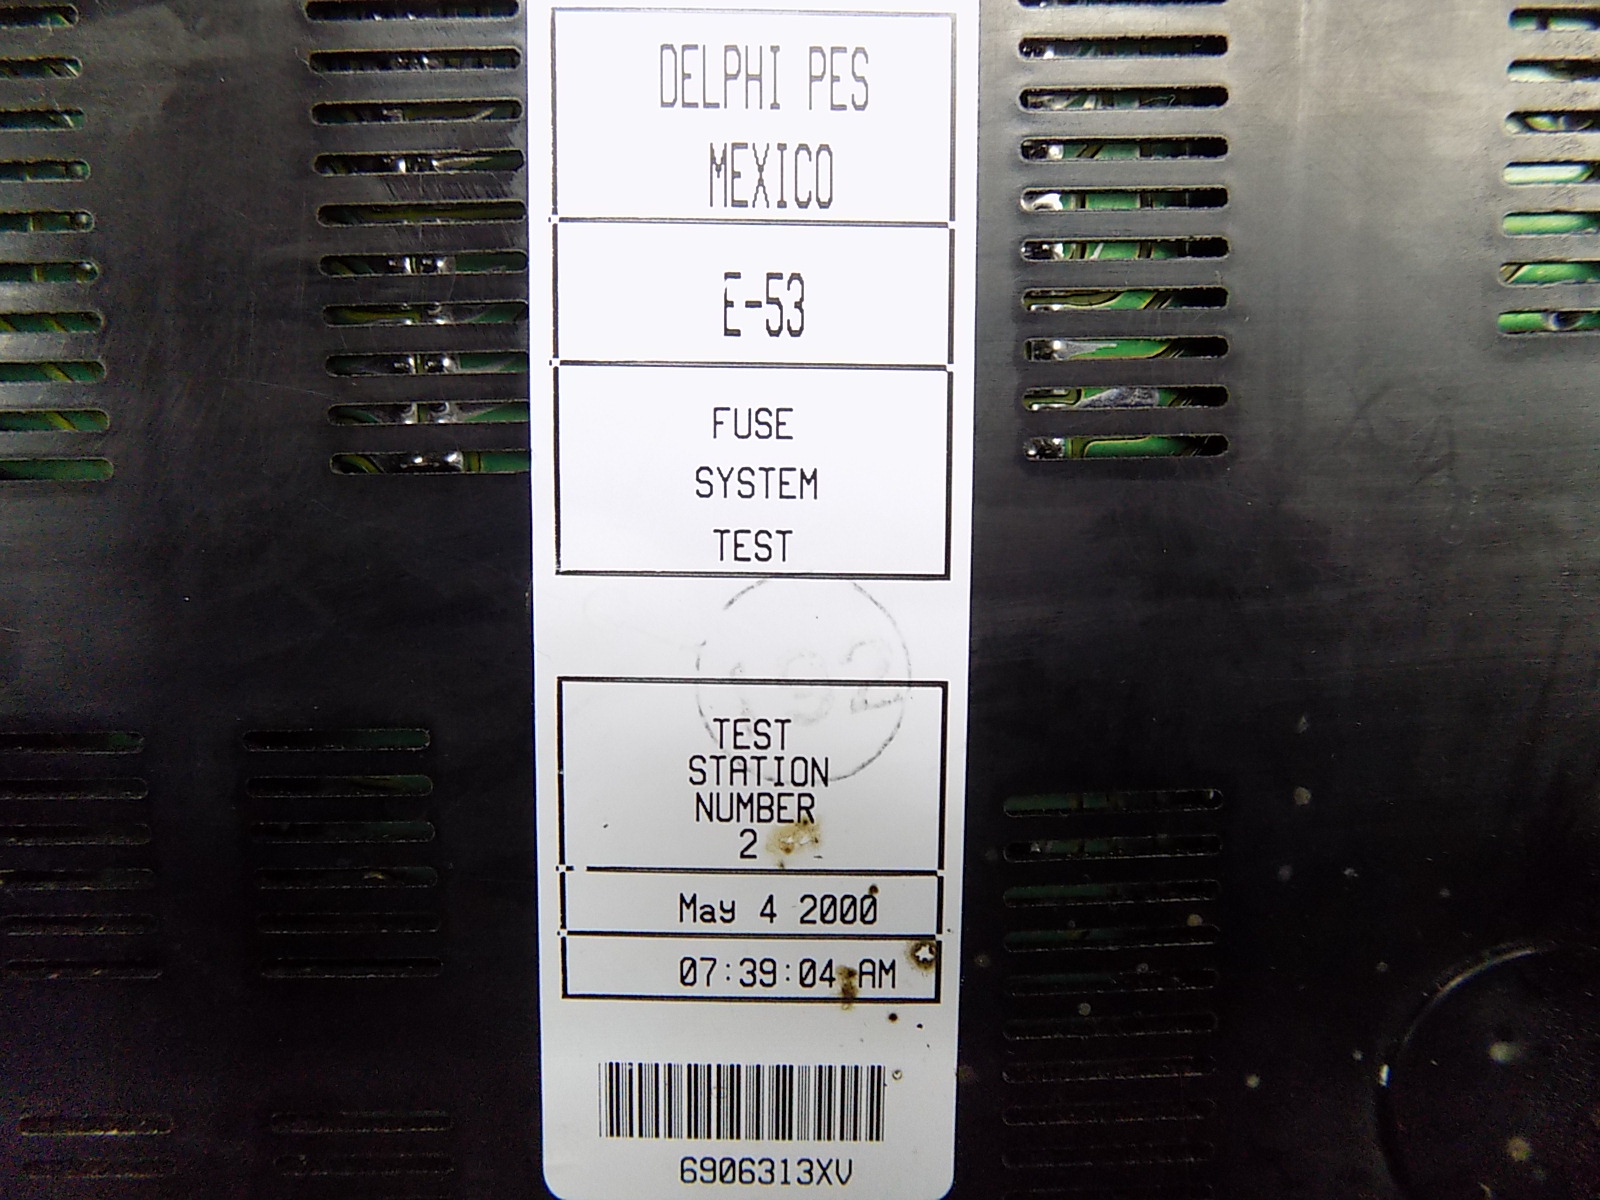 DELPHI PES
MEXICO
E-53
FUSE
SYSTEM
TEST
192
TEST
STATION
NUMBER
2
May 4 2000
07:39:04 AM
6906313XV